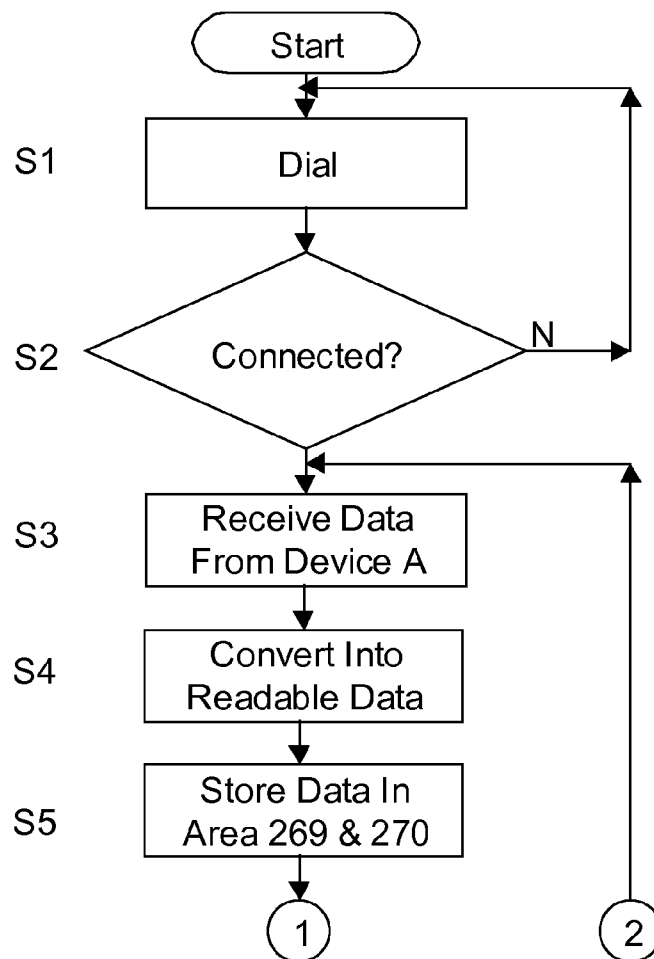 Start
S1
Dial
S2
Connected?
N
S3
Receive Data
From Device A
S4
Convert Into
Readable Data
S5
Store Data In
Area 269 & 270
1
2